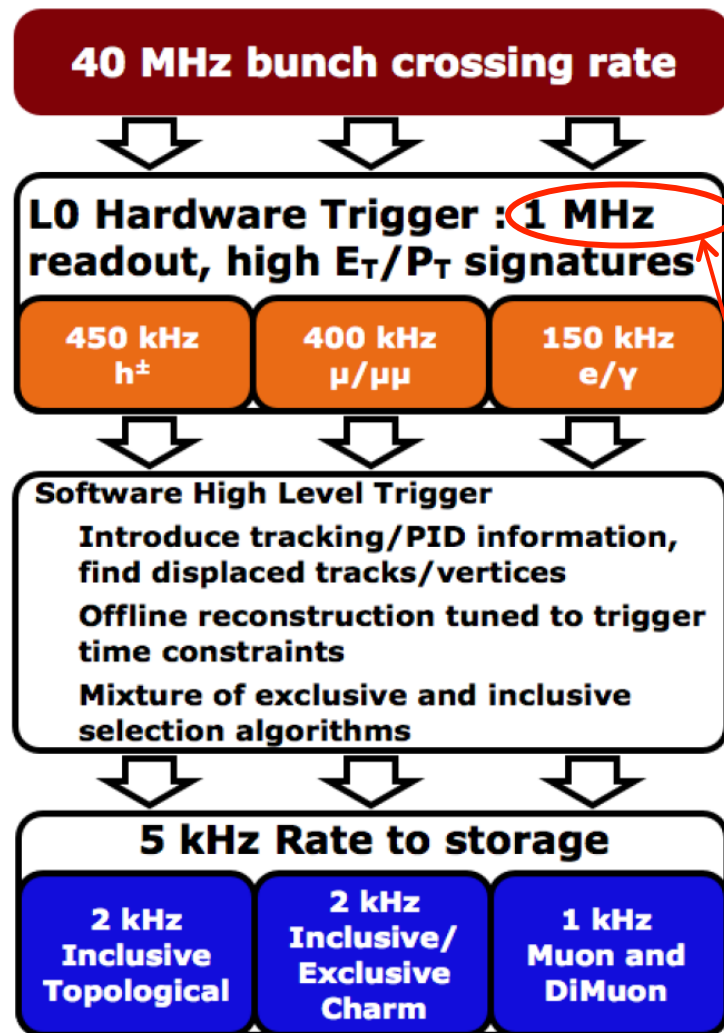 40 MHz bunch crossing rate
L0 Hardware Trigger : 1 MHz
readout, high E_T/P_T signatures
450 kHz
h±
400 kHz
μ/μμ
150 kHz
e/γ
Software High Level Trigger
Introduce tracking/PID information,
find displaced tracks/vertices
Offline reconstruction tuned to trigger
time constraints
Mixture of exclusive and inclusive
selection algorithms
5 kHz Rate to storage
2 kHz
Inclusive
Topological
2 kHz
Inclusive/
Exclusive
Charm
1 kHz
Muon and
DiMuon